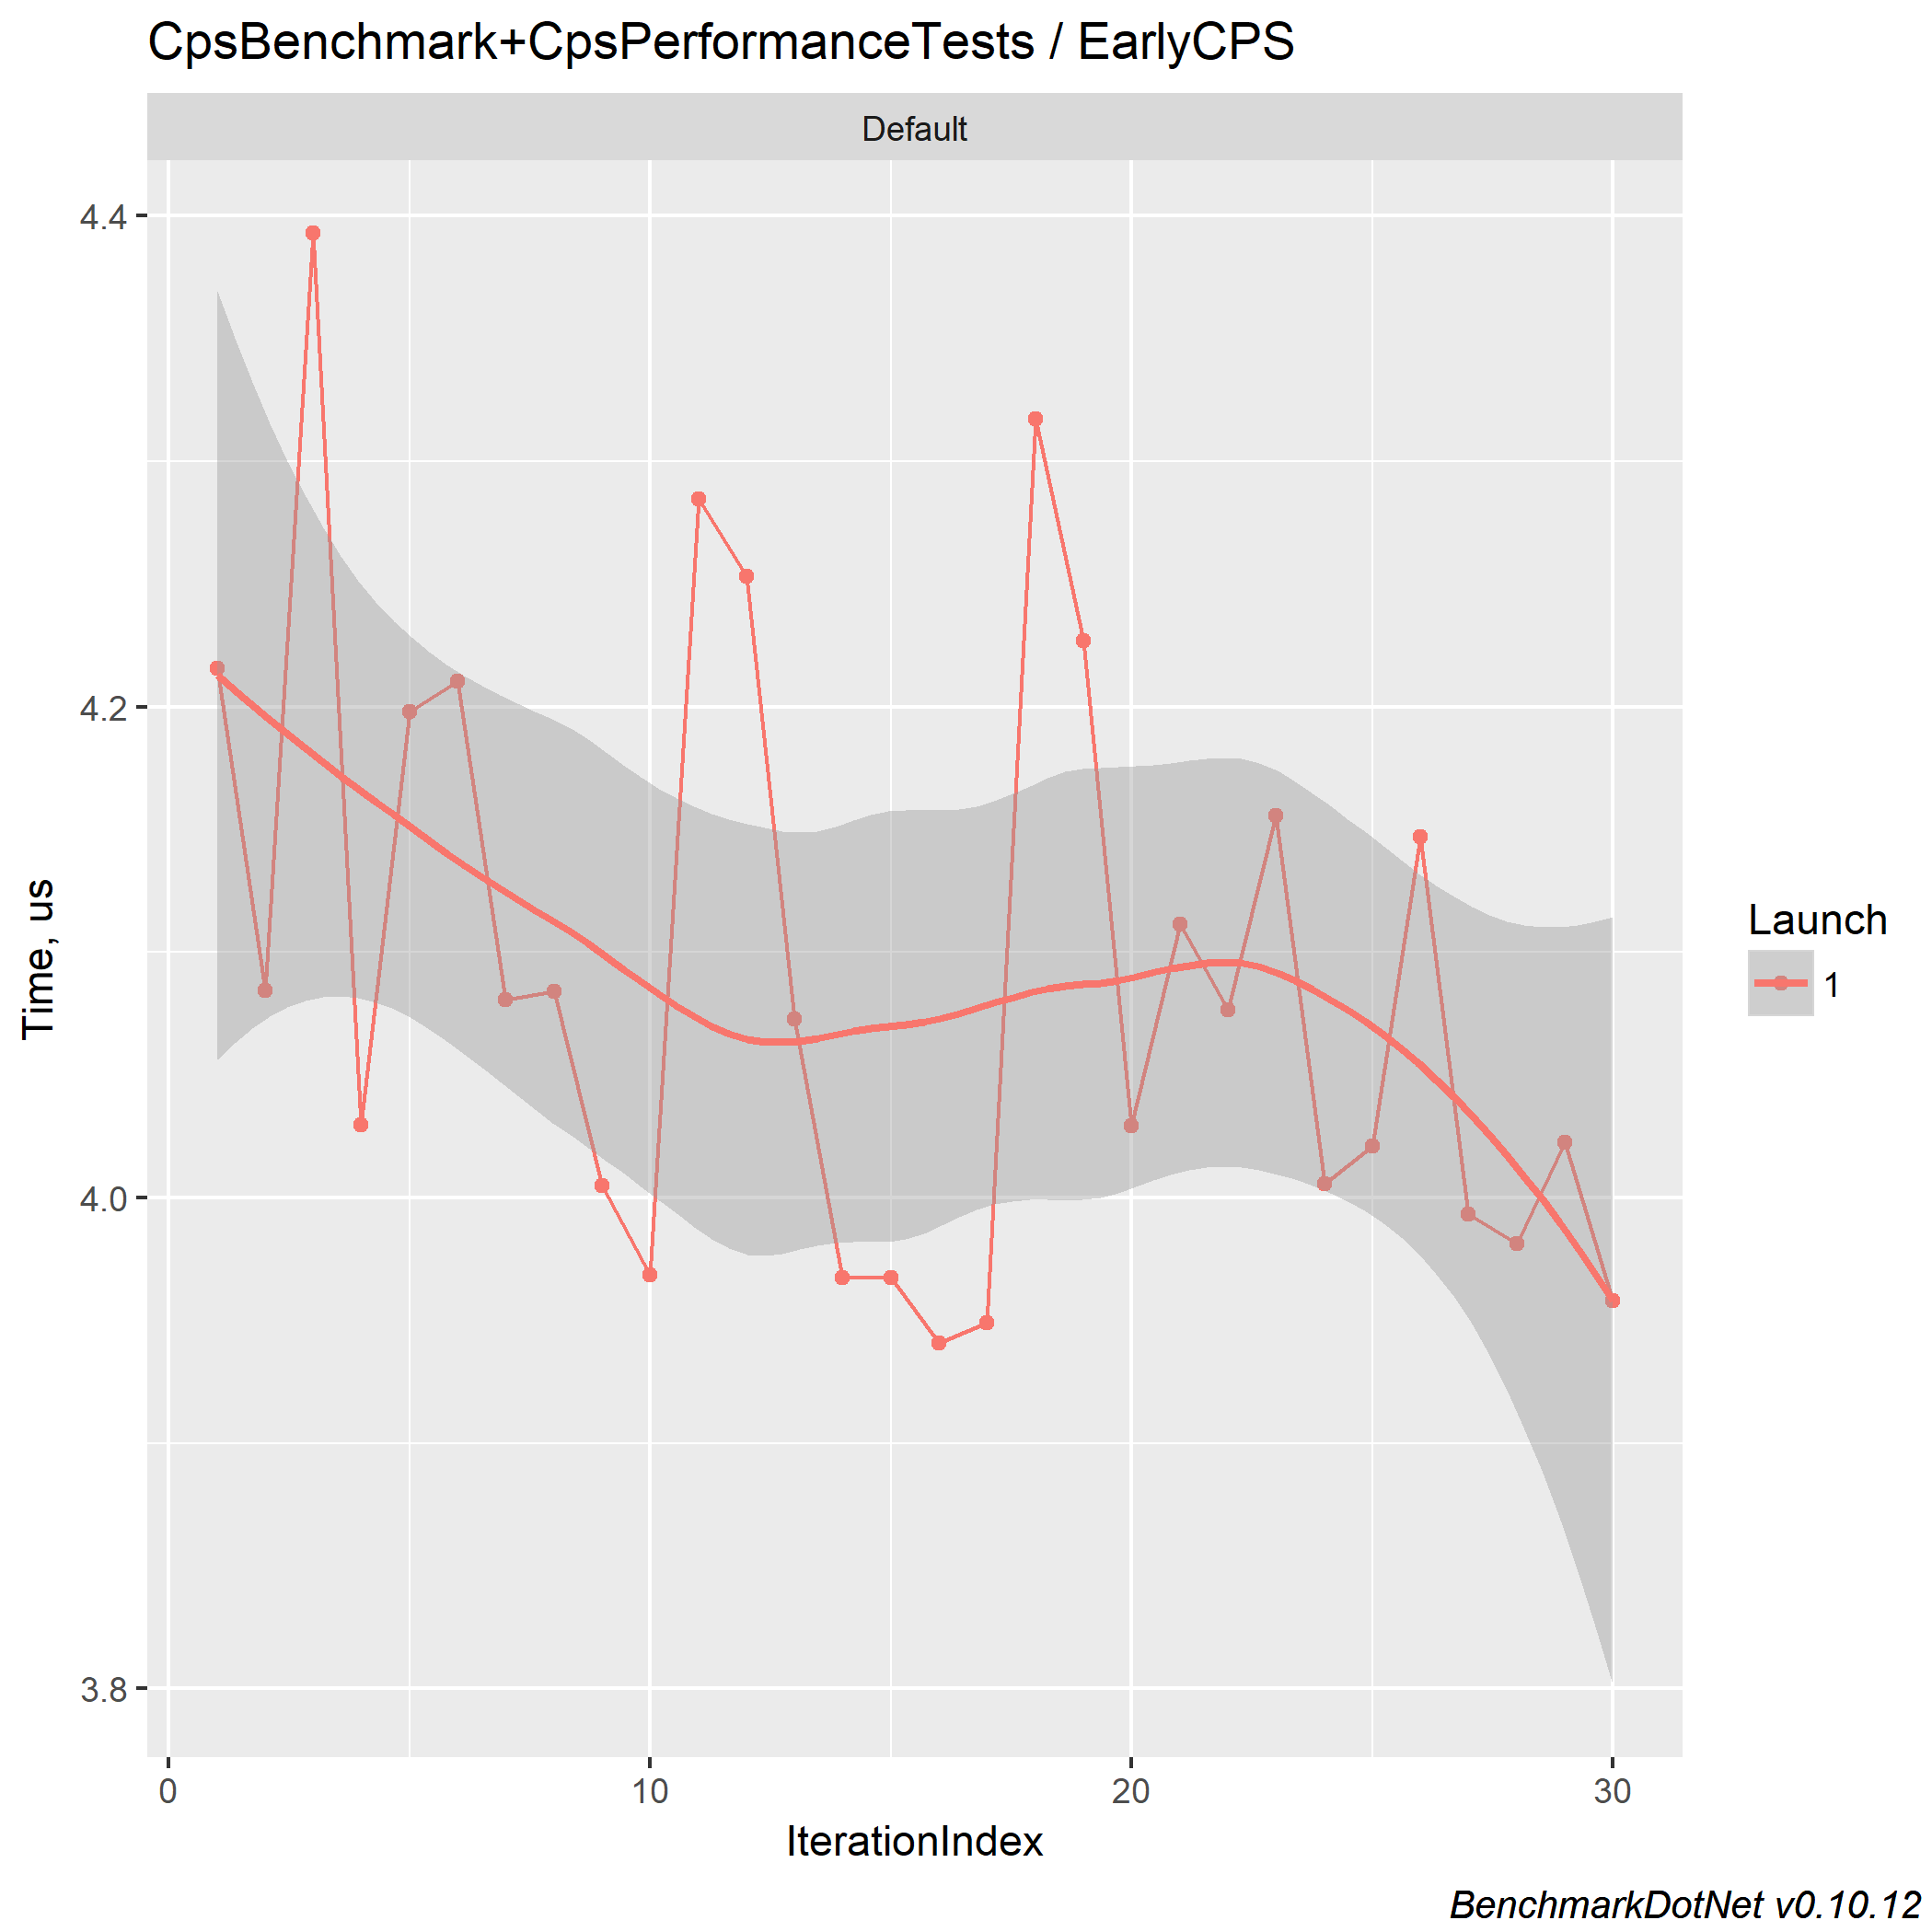 CpsBenchmark+CpsPerformanceTests / EarlyCPS
Default
4.4
4.2
4.0
3.8
Time, us
0 10 20 30
IterationIndex
Launch
1
BenchmarkDotNet v0.10.12